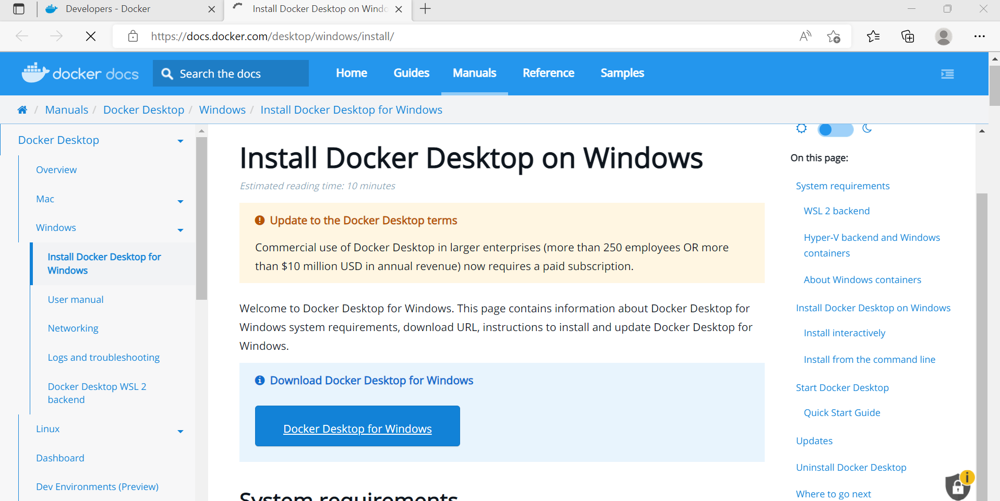 Developers - Docker
Install Docker Desktop on Windo
https://docs.docker.com/desktop/windows/install/
docker docs
Search the docs
Home
Guides
Manuals
Reference
Samples
/ Manuals / Docker Desktop / Windows / Install Docker Desktop for Windows
Docker Desktop
Overview
Mac
Windows
Install Docker Desktop for
Windows
User manual
Networking
Logs and troubleshooting
Docker Desktop WSL 2
backend
Linux
Dashboard
Dev Environments (Preview)
Install Docker Desktop on Windows
Estimated reading time: 10 minutes
Update to the Docker Desktop terms
Commercial use of Docker Desktop in larger enterprises (more than 250 employees OR more
than $10 million USD in annual revenue) now requires a paid subscription.
Welcome to Docker Desktop for Windows. This page contains information about Docker Desktop for
Windows system requirements, download URL, instructions to install and update Docker Desktop for
Windows.
Download Docker Desktop for Windows
Docker Desktop for Windows
System requirements
On this page:
System requirements
WSL 2 backend
Hyper-V backend and Windows
containers
About Windows containers
Install Docker Desktop on Windows
Install interactively
Install from the command line
Start Docker Desktop
Quick Start Guide
Updates
Uninstall Docker Desktop
Where to go next